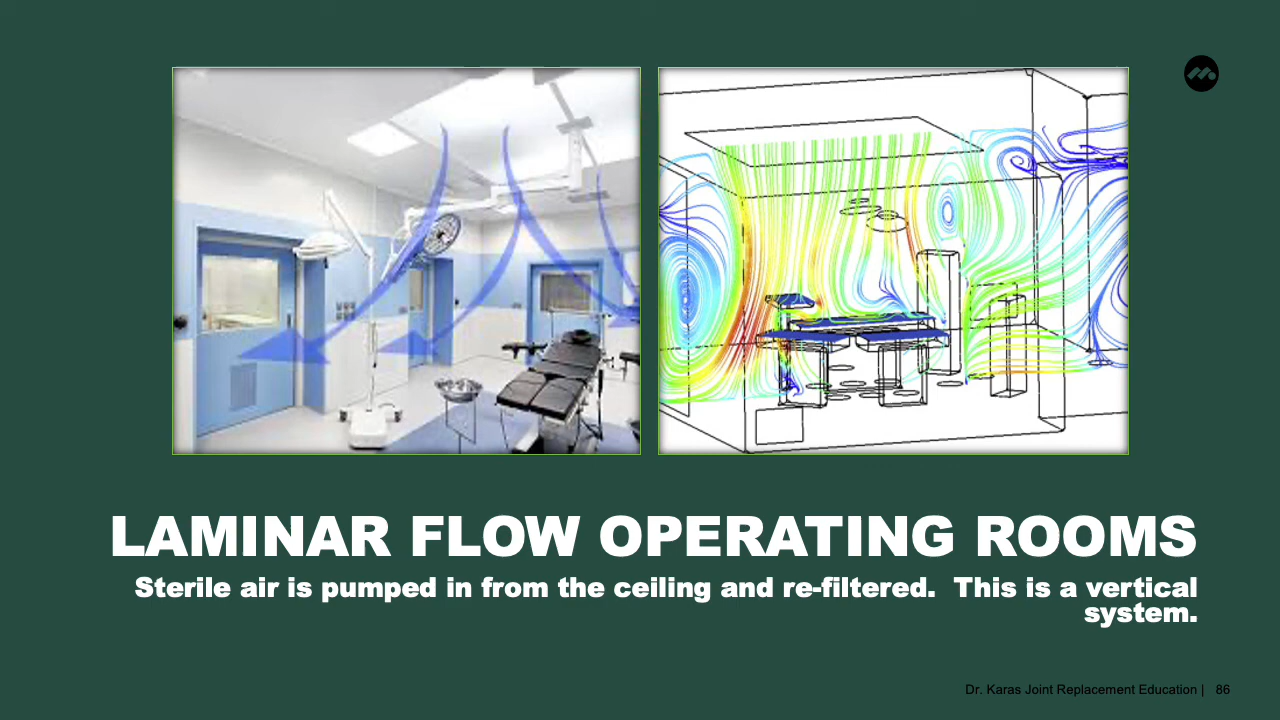 LAMINAR FLOW OPERATING ROOMS
Sterile air is pumped in from the ceiling and re-filtered.  This is a vertical
system.
Dr. Karas Joint Replacement Education |   86